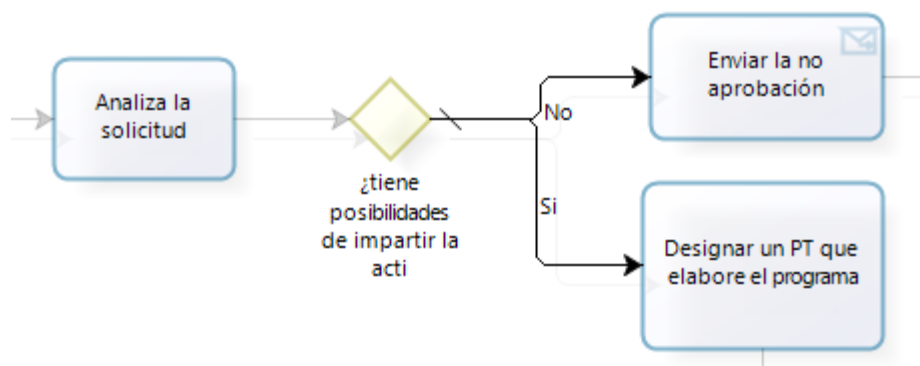 Analiza la
solicitud
¿tiene
posibilidades
de impartir la
acti
No
Si
Enviar la no
aprobación
Designar un PT que
elabore el programa